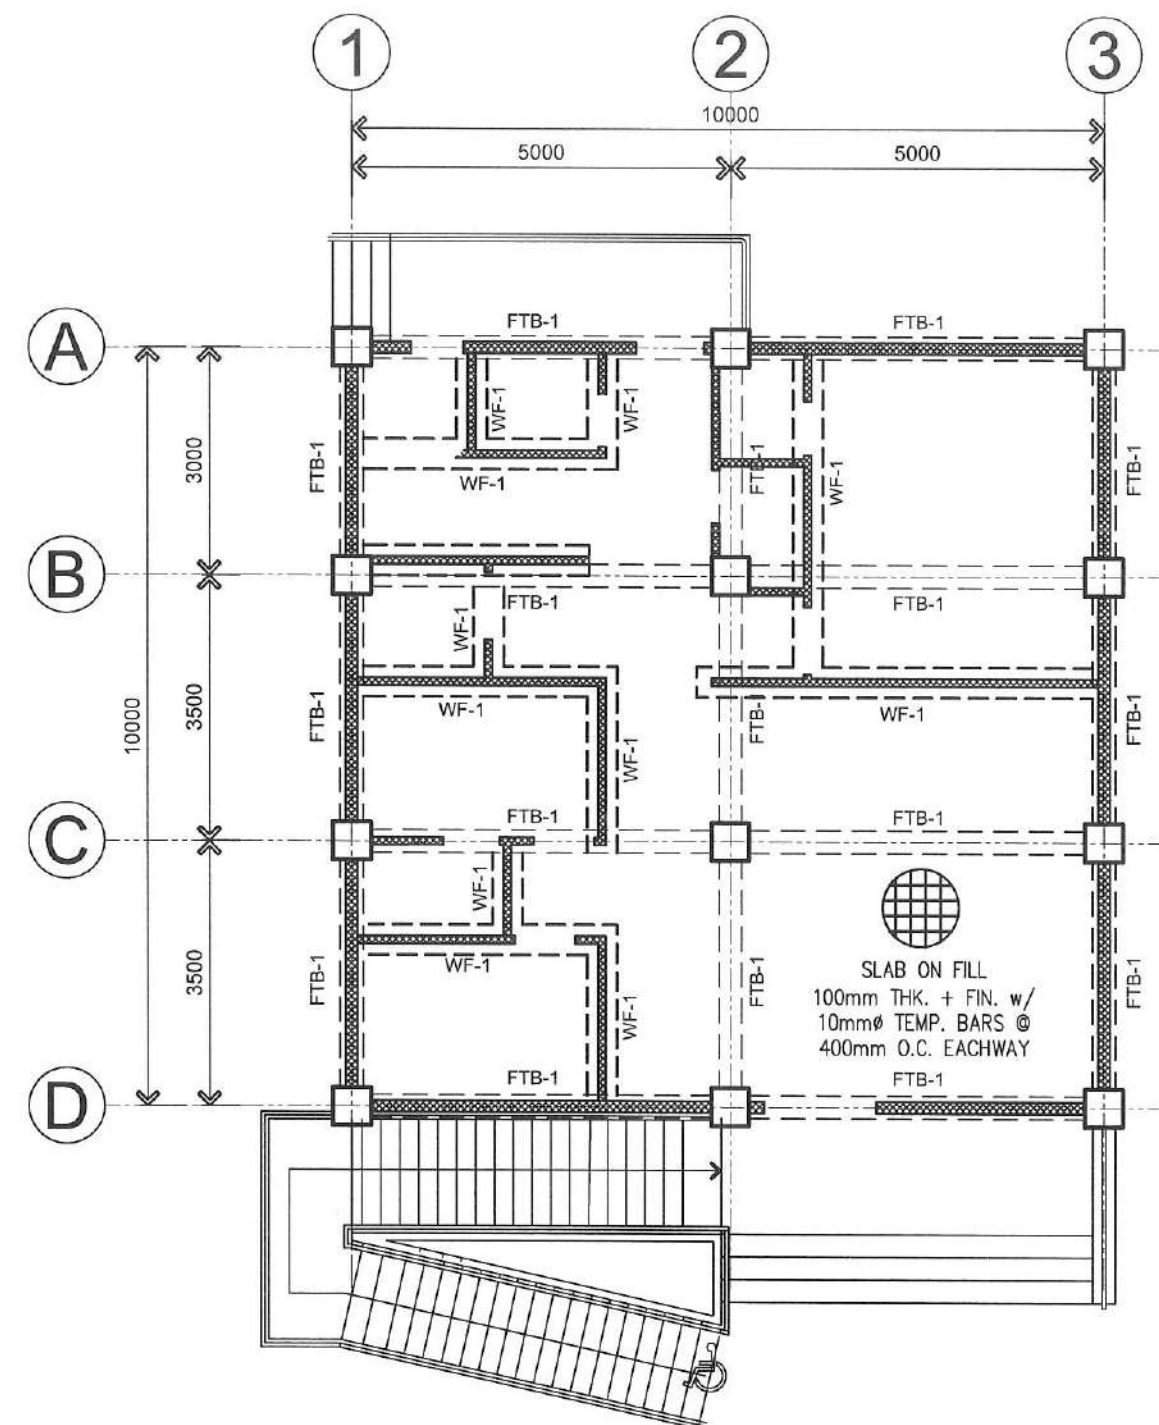 1
2
3
10000
5000
5000
A
FTB-1
FTB-1
WF-1
WF-1
3000
FTB-1
FTB-1
WF-1
FTB-1
WF-1
B
WF-1
FTB-1
FTB-1
10000
3500
FTB-1
WF-1
FTB-1
WF-1
FTB-1
WF-1
C
FTB-1
FTB-1
WF-1
SLAB ON FILL
100mm THK. + FIN. w/
10mmø TEMP. BARS @
400mm O.C. EACHWAY
3500
FTB-1
WF-1
FTB-1
FTB-1
WF-1
FTB-1
FTB-1
D